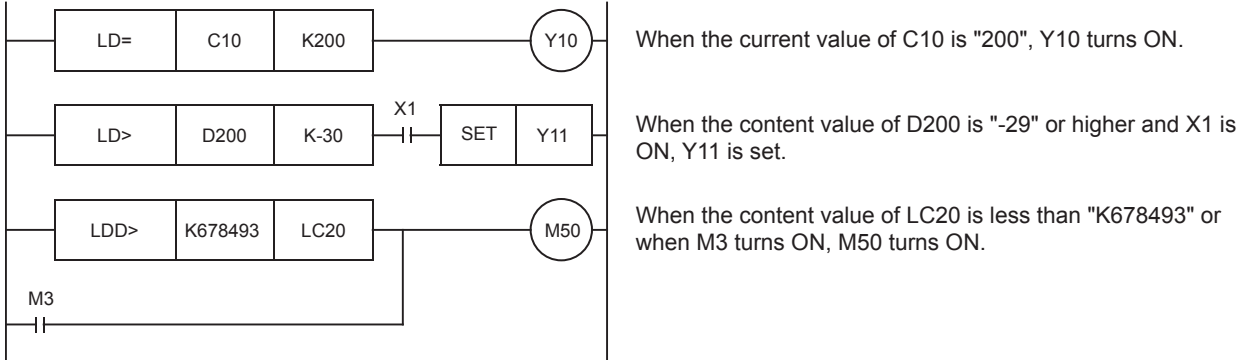 LD= C10 K200 Y10 When the current value of C10 is "200", Y10 turns ON.
X1
LD> D200 K-30 SET Y11 When the content value of D200 is "-29" or higher and X1 is
ON, Y11 is set.
LDD> K678493 LC20 M50 When the content value of LC20 is less than "K678493" or
when M3 turns ON, M50 turns ON.
M3